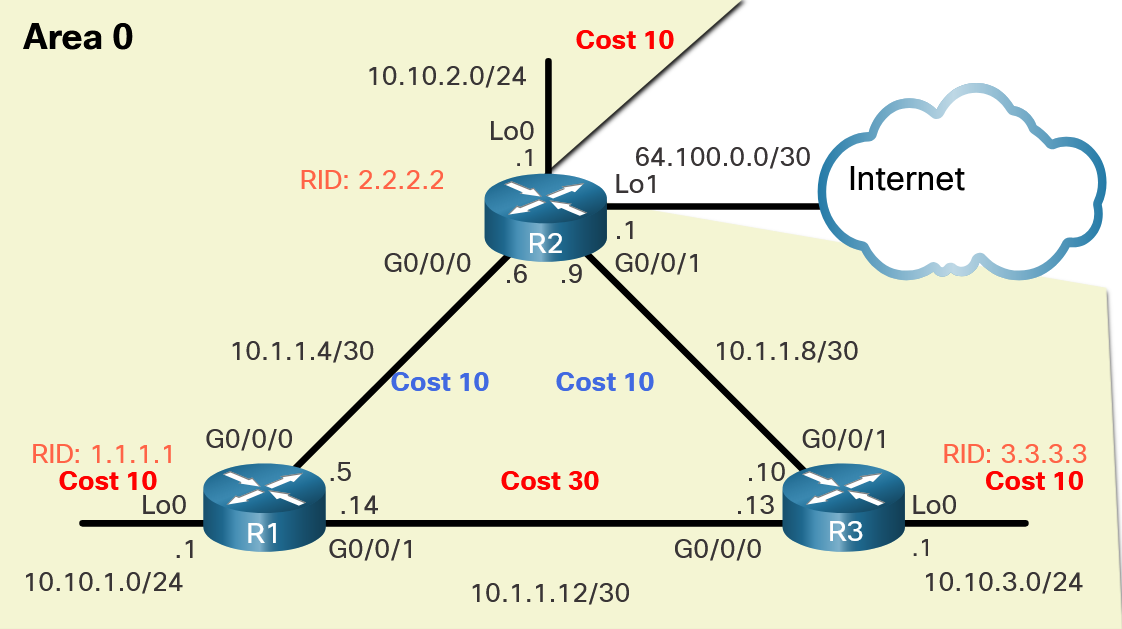 Area 0
Cost 10
10.10.2.0/24
Lo0
.1
64.100.0.0/30
RID: 2.2.2.2
Lo1
Internet
R2
.1
G0/0/0
.6
.9
G0/0/1
10.1.1.4/30
10.1.1.8/30
Cost 10
Cost 10
G0/0/0
G0/0/1
RID: 1.1.1.1
RID: 3.3.3.3
Cost 10
.5
Cost 30
.10
Cost 10
Lo0
.14
.13
Lo0
R1
R3
.1
G0/0/1
G0/0/0
.1
10.10.1.0/24
10.1.1.12/30
10.10.3.0/24